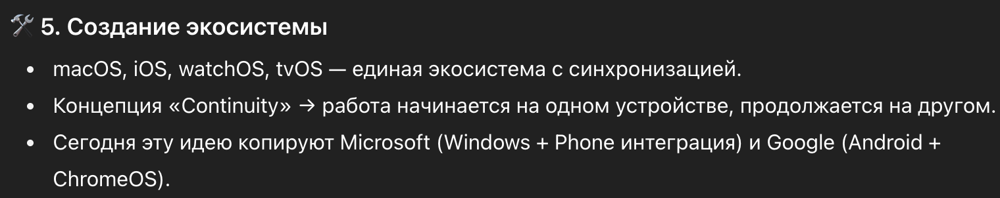 🛠 5. Создание экосистемы
• macOS, iOS, watchOS, tvOS — единая экосистема с синхронизацией.
• Концепция «Continuity» → работа начинается на одном устройстве, продолжается на другом.
• Сегодня эту идею копируют Microsoft (Windows + Phone интеграция) и Google (Android +
ChromeOS).